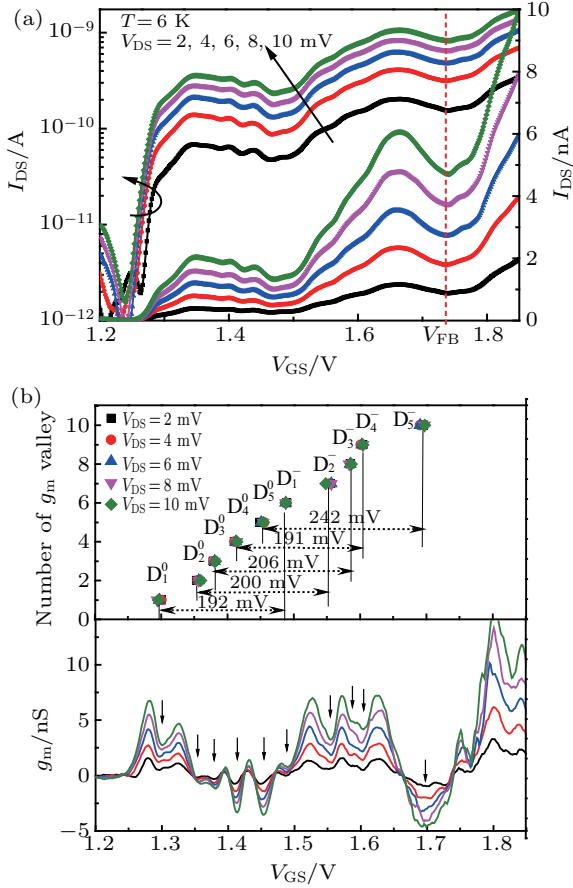 (a)
T=6 K
V_DS=2, 4, 6, 8, 10 mV
I_DS/A
10^-9
10^-10
10^-11
10^-12
I_DS/nA
10
8
6
4
2
0
1.2 1.4 1.6 V_FB 1.8
V_GS/V
(b)
Number of g_m valley
10
8
6
4
2
0
V_DS=2 mV
V_DS=4 mV
V_DS=6 mV
V_DS=8 mV
V_DS=10 mV
D_1^0
D_2^0
D_3^0
D_4^0
D_5^0
D_1^-
D_2^-
D_3^-
D_4^-
D_5^-
242 mV
191 mV
206 mV
200 mV
192 mV
g_m/nS
10
5
0
-5
1.2 1.3 1.4 1.5 1.6 1.7 1.8
V_GS/V